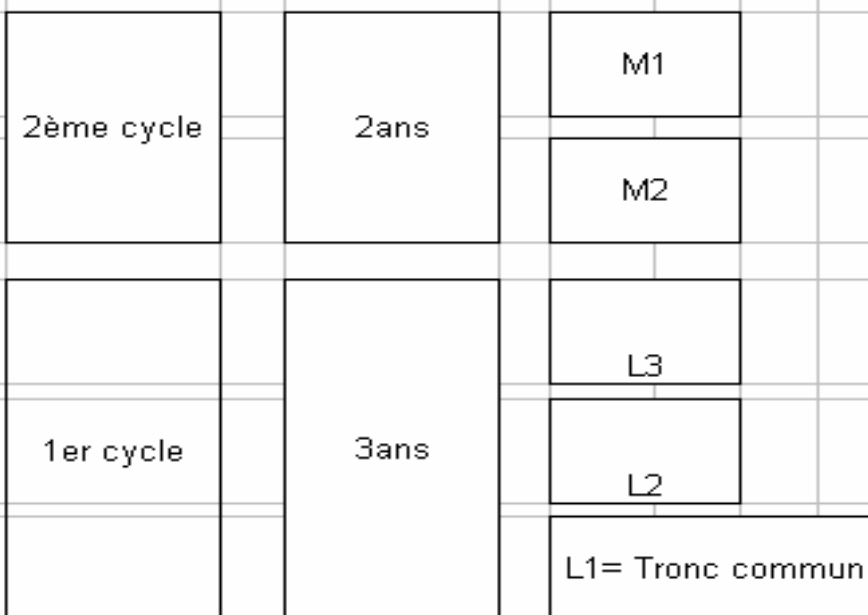 2ème cycle
2ans
M1
M2
1er cycle
3ans
L3
L2
L1= Tronc commun